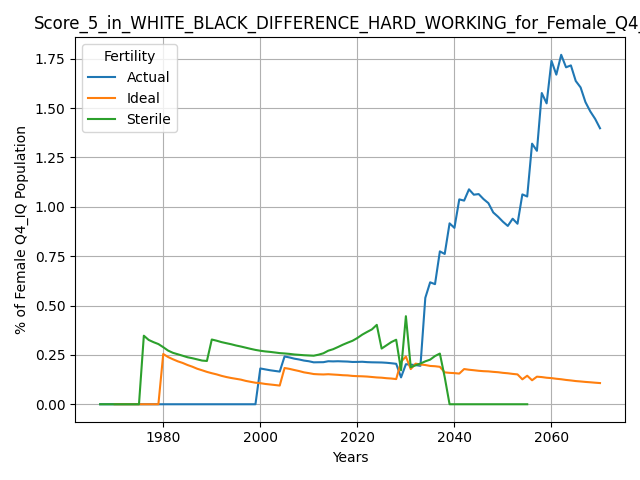 Score_5_in_WHITE_BLACK_DIFFERENCE_HARD_WORKING_for_Female_Q4_
Fertility
Actual
Ideal
Sterile
1.75
1.50
1.25
1.00
0.75
0.50
0.25
0.00
% of Female Q4_IQ Population
1980
2000
2020
2040
2060
Years